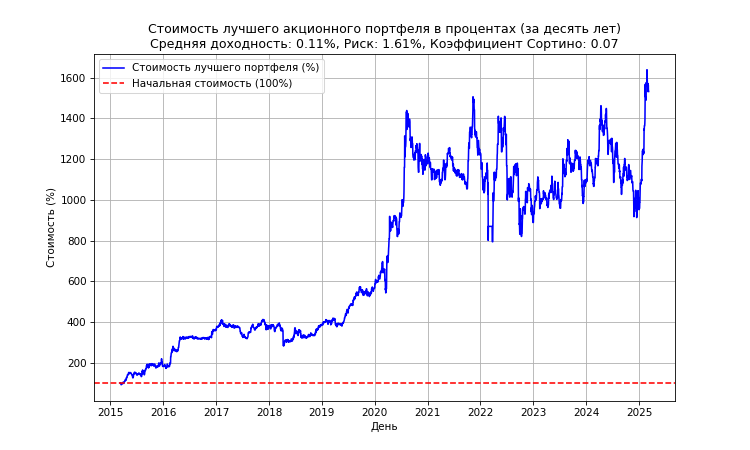 Стоимость лучшего акционного портфеля в процентах (за десять лет)
Средняя доходность: 0.11%, Риск: 1.61%, Коэффициент Сортино: 0.07
Стоимость лучшего портфеля (%)
Начальная стоимость (100%)
Стоимость (%)
1600
1400
1200
1000
800
600
400
200
2015 2016 2017 2018 2019 2020 2021 2022 2023 2024 2025
День